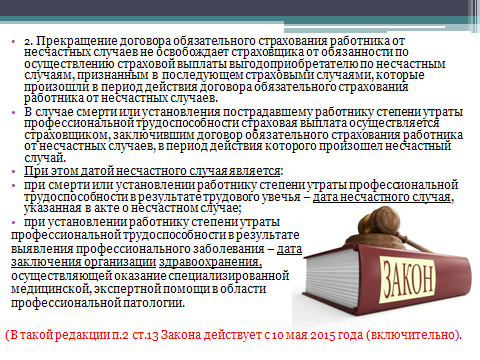 • 2. Прекращение договора обязательного страхования работника от
несчастных случаев не освобождает страховщика от обязанности по
осуществлению страховой выплаты выгодоприобретателю по несчастным
случаям, признанным в последующем страховыми случаями, которые
произошли в период действия договора обязательного страхования
работника от несчастных случаев.
• В случае смерти или установления пострадавшему работнику степени утраты
профессиональной трудоспособности страховая выплата осуществляется
страховщиком, заключившим договор обязательного страхования работника
от несчастных случаев, в период действия которого произошел несчастный
случай.
• При этом датой несчастного случая является:
• при смерти или установлении работнику степени утраты профессиональной
трудоспособности в результате трудового увечья – дата несчастного случая,
указанная в акте о несчастном случае;
• при установлении работнику степени утраты
профессиональной трудоспособности в результате
выявления профессионального заболевания – дата
заключения организации здравоохранения,
осуществляющей оказание специализированной
медицинской, экспертной помощи в области
профессиональной патологии.
ЗАКОН
(В такой редакции п.2 ст.13 Закона действует с 10 мая 2015 года (включительно).